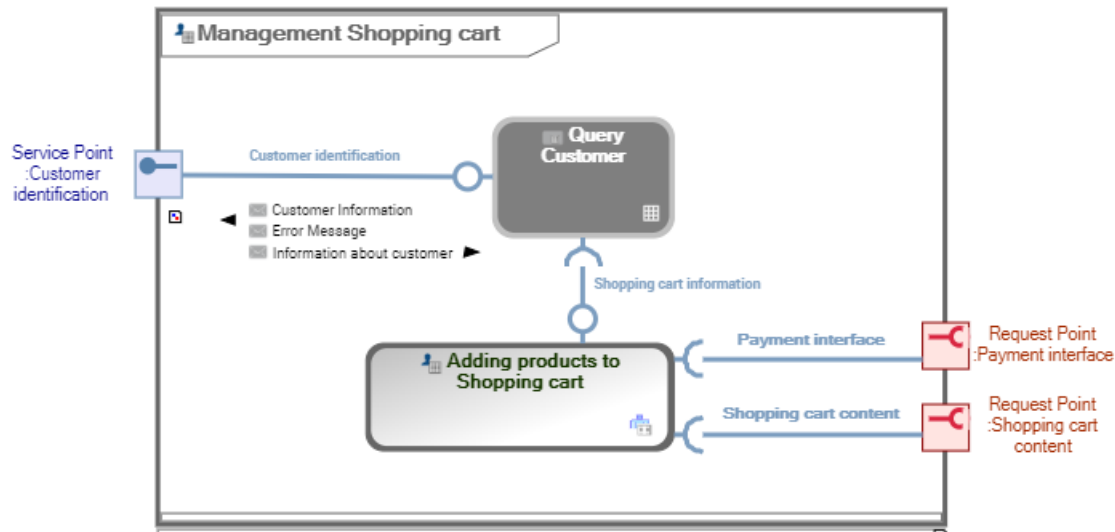 Management Shopping cart
Query
Customer
Service Point
:Customer
identification
Customer identification
Customer Information
Error Message
Information about customer
Shopping cart information
Adding products to
Shopping cart
Payment interface
Request Point
:Payment interface
Shopping cart content
Request Point
:Shopping cart
content